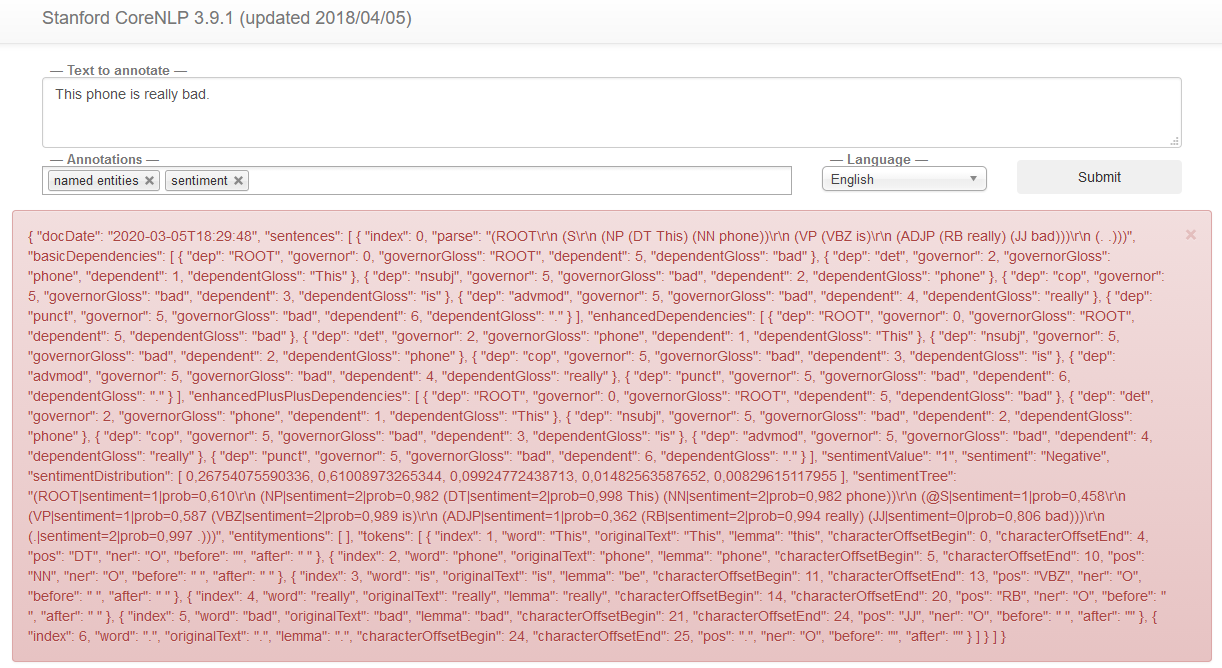 Stanford CoreNLP 3.9.1 (updated 2018/04/05)
— Text to annotate —
This phone is really bad.
— Annotations —
— Language —
named entities ×
sentiment ×
English
Submit
{ "docDate": "2020-03-05T18:29:48", "sentences": [ { "index": 0, "parse": "(ROOT\r\n (S\r\n (NP (DT This) (NN phone))\r\n (VP (VBZ is)\r\n (ADJP (RB really) (JJ bad)))\r\n (. .)))",
"basicDependencies": [ { "dep": "ROOT", "governor": 0, "governorGloss": "ROOT", "dependent": 5, "dependentGloss": "bad" }, { "dep": "det", "governor": 2, "governorGloss":
"phone", "dependent": 1, "dependentGloss": "This" }, { "dep": "nsubj", "governor": 5, "governorGloss": "bad", "dependent": 2, "dependentGloss": "phone" }, { "dep": "cop", "governor":
5, "governorGloss": "bad", "dependent": 3, "dependentGloss": "is" }, { "dep": "advmod", "governor": 5, "governorGloss": "bad", "dependent": 4, "dependentGloss": "really" }, { "dep":
"punct", "governor": 5, "governorGloss": "bad", "dependent": 6, "dependentGloss": "." } ], "enhancedDependencies": [ { "dep": "ROOT", "governor": 0, "governorGloss": "ROOT",
"dependent": 5, "dependentGloss": "bad" }, { "dep": "det", "governor": 2, "governorGloss": "phone", "dependent": 1, "dependentGloss": "This" }, { "dep": "nsubj", "governor": 5,
"governorGloss": "bad", "dependent": 2, "dependentGloss": "phone" }, { "dep": "cop", "governor": 5, "governorGloss": "bad", "dependent": 3, "dependentGloss": "is" }, { "dep":
"advmod", "governor": 5, "governorGloss": "bad", "dependent": 4, "dependentGloss": "really" }, { "dep": "punct", "governor": 5, "governorGloss": "bad", "dependent": 6,
"dependentGloss": "." } ], "enhancedPlusPlusDependencies": [ { "dep": "ROOT", "governor": 0, "governorGloss": "ROOT", "dependent": 5, "dependentGloss": "bad" }, { "dep": "det",
"governor": 2, "governorGloss": "phone", "dependent": 1, "dependentGloss": "This" }, { "dep": "nsubj", "governor": 5, "governorGloss": "bad", "dependent": 2, "dependentGloss":
"phone" }, { "dep": "cop", "governor": 5, "governorGloss": "bad", "dependent": 3, "dependentGloss": "is" }, { "dep": "advmod", "governor": 5, "governorGloss": "bad", "dependent": 4,
"dependentGloss": "really" }, { "dep": "punct", "governor": 5, "governorGloss": "bad", "dependent": 6, "dependentGloss": "." } ], "sentimentValue": "1", "sentiment": "Negative",
"sentimentDistribution": [ 0,26754075590336, 0,61008973265344, 0,09924772438713, 0,01482563587652, 0,00829615117955 ], "sentimentTree":
"(ROOT|sentiment=1|prob=0,610\r\n (NP|sentiment=2|prob=0,982 (DT|sentiment=2|prob=0,998 This) (NN|sentiment=2|prob=0,982 phone))\r\n (@S|sentiment=1|prob=0,458\r\n
(VP|sentiment=1|prob=0,587 (VBZ|sentiment=2|prob=0,989 is)\r\n (ADJP|sentiment=1|prob=0,362 (RB|sentiment=2|prob=0,994 really) (JJ|sentiment=0|prob=0,806 bad)))\r\n
(.|sentiment=2|prob=0,997 .)))", "entitymentions": [ ], "tokens": [ { "index": 1, "word": "This", "originalText": "This", "lemma": "this", "characterOffsetBegin": 0, "characterOffsetEnd": 4,
"pos": "DT", "ner": "O", "before": "", "after": " " }, { "index": 2, "word": "phone", "originalText": "phone", "lemma": "phone", "characterOffsetBegin": 5, "characterOffsetEnd": 10, "pos":
"NN", "ner": "O", "before": " ", "after": " " }, { "index": 3, "word": "is", "originalText": "is", "lemma": "be", "characterOffsetBegin": 11, "characterOffsetEnd": 13, "pos": "VBZ", "ner": "O",
"before": " ", "after": " " }, { "index": 4, "word": "really", "originalText": "really", "lemma": "really", "characterOffsetBegin": 14, "characterOffsetEnd": 20, "pos": "RB", "ner": "O", "before": "
", "after": " " }, { "index": 5, "word": "bad", "originalText": "bad", "lemma": "bad", "characterOffsetBegin": 21, "characterOffsetEnd": 24, "pos": "JJ", "ner": "O", "before": " ", "after": "" }, {
"index": 6, "word": ".", "originalText": ".", "lemma": ".", "characterOffsetBegin": 24, "characterOffsetEnd": 25, "pos": ".", "ner": "O", "before": "", "after": "" } ] } ] }